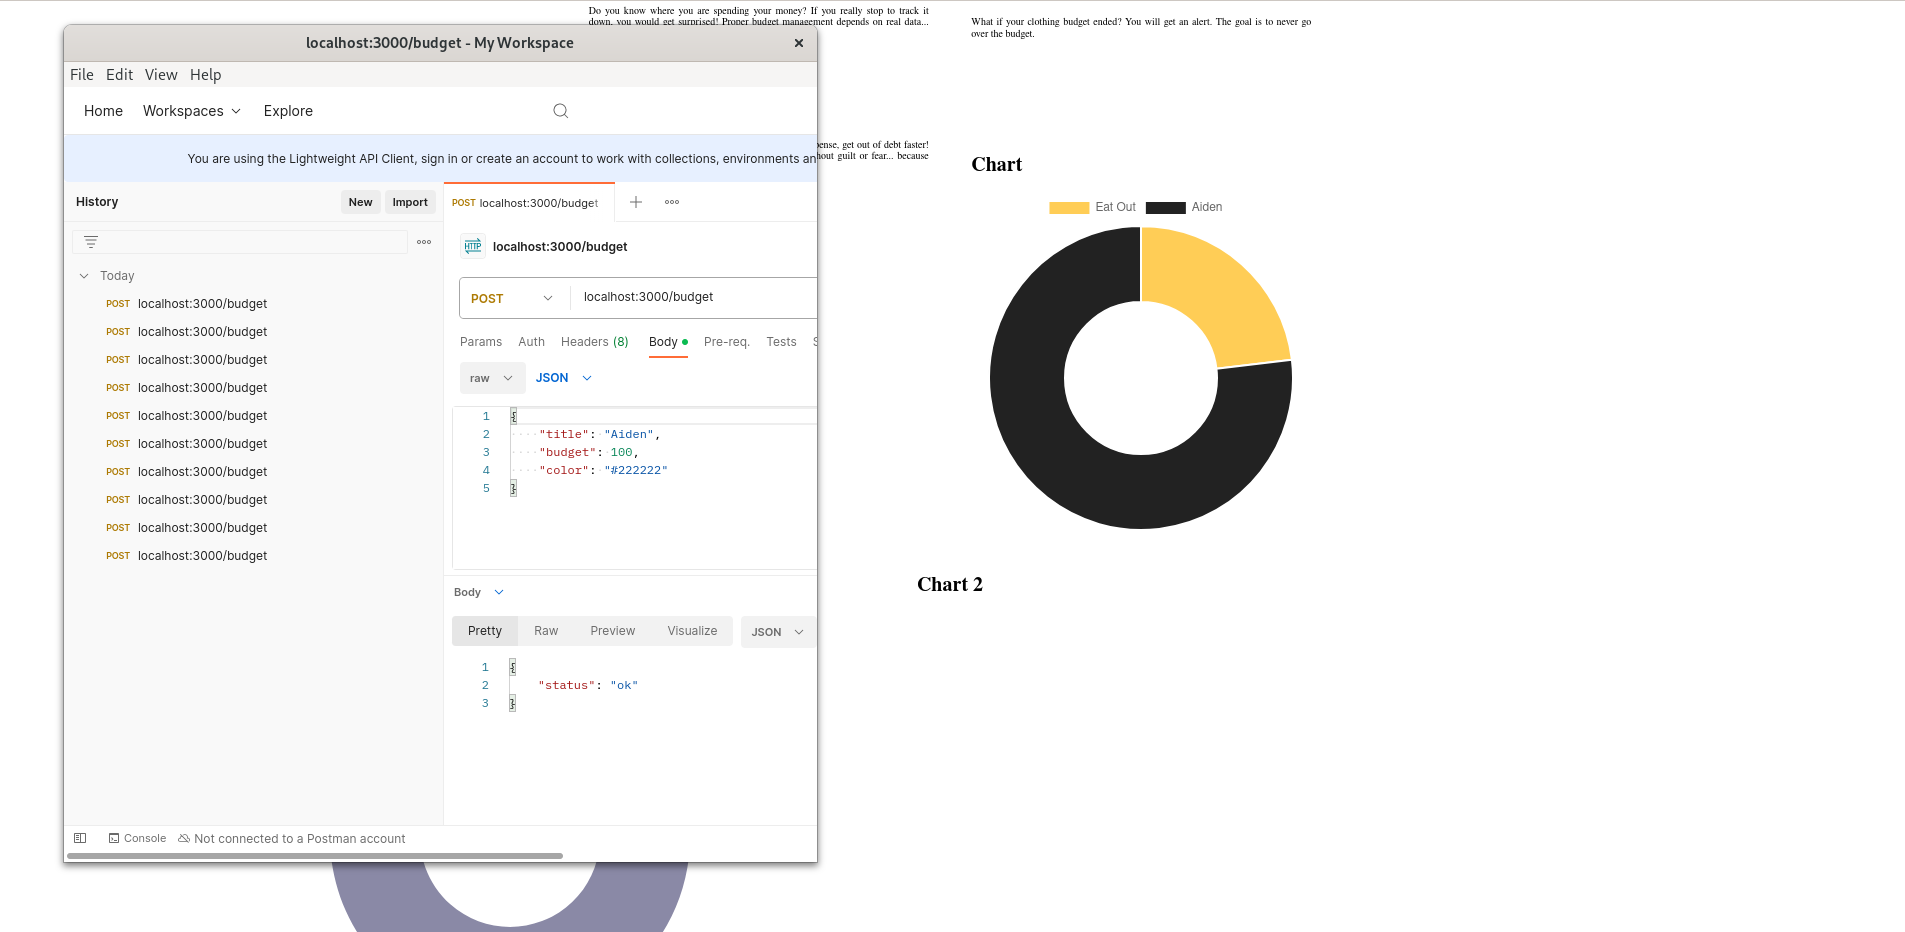 Do you know where you are spending your money? If you really stop to track it
down, you would get surprised! Proper budget management depends on real data...
What if your clothing budget ended? You will get an alert. The goal is to never go
over the budget.
localhost:3000/budget - My Workspace
×
File Edit View Help
Home Workspaces Explore
You are using the Lightweight API Client, sign in or create an account to work with collections, environments an
pense, get out of debt faster!
hout guilt or fear... because
History New Import
POST localhost:3000/budget
Today
POST localhost:3000/budget
POST localhost:3000/budget
POST localhost:3000/budget
POST localhost:3000/budget
POST localhost:3000/budget
POST localhost:3000/budget
POST localhost:3000/budget
POST localhost:3000/budget
POST localhost:3000/budget
POST localhost:3000/budget
HTTP localhost:3000/budget
POST localhost:3000/budget
Params Auth Headers (8) Body Pre-req. Tests S
raw JSON
1 {
2 "title": "Aiden",
3 "budget": 100,
4 "color": "#222222"
5 }
Body
Pretty Raw Preview Visualize JSON
1 {
2 "status": "ok"
3 }
Console Not connected to a Postman account
Chart
Eat Out Aiden
Chart 2